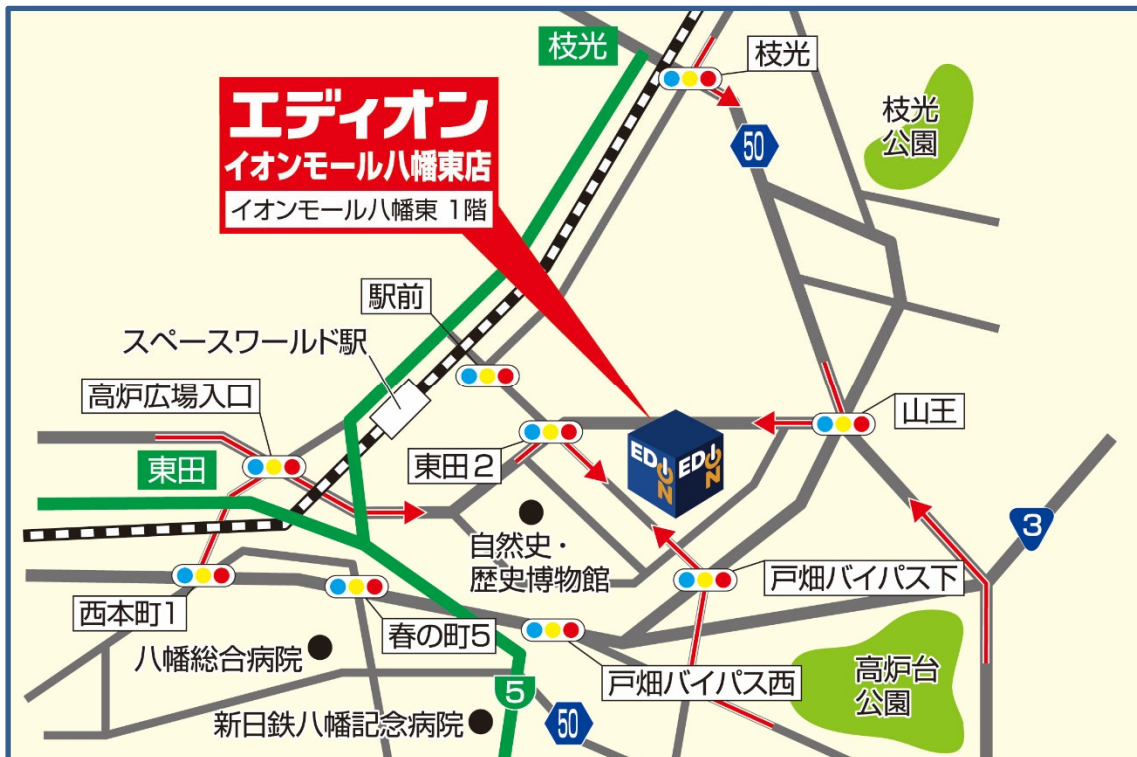 枝光
枝光
エディオン
イオンモール八幡東店
イオンモール八幡東 1階
50
枝光
公園
駅前
スペースワールド駅
高炉広場入口
山王
東田
東田2
EDION
EDION
自然史・
歴史博物館
3
西本町1
春の町5
戸畑バイパス下
八幡総合病院
戸畑バイパス西
高炉台
公園
5
新日鉄八幡記念病院
50